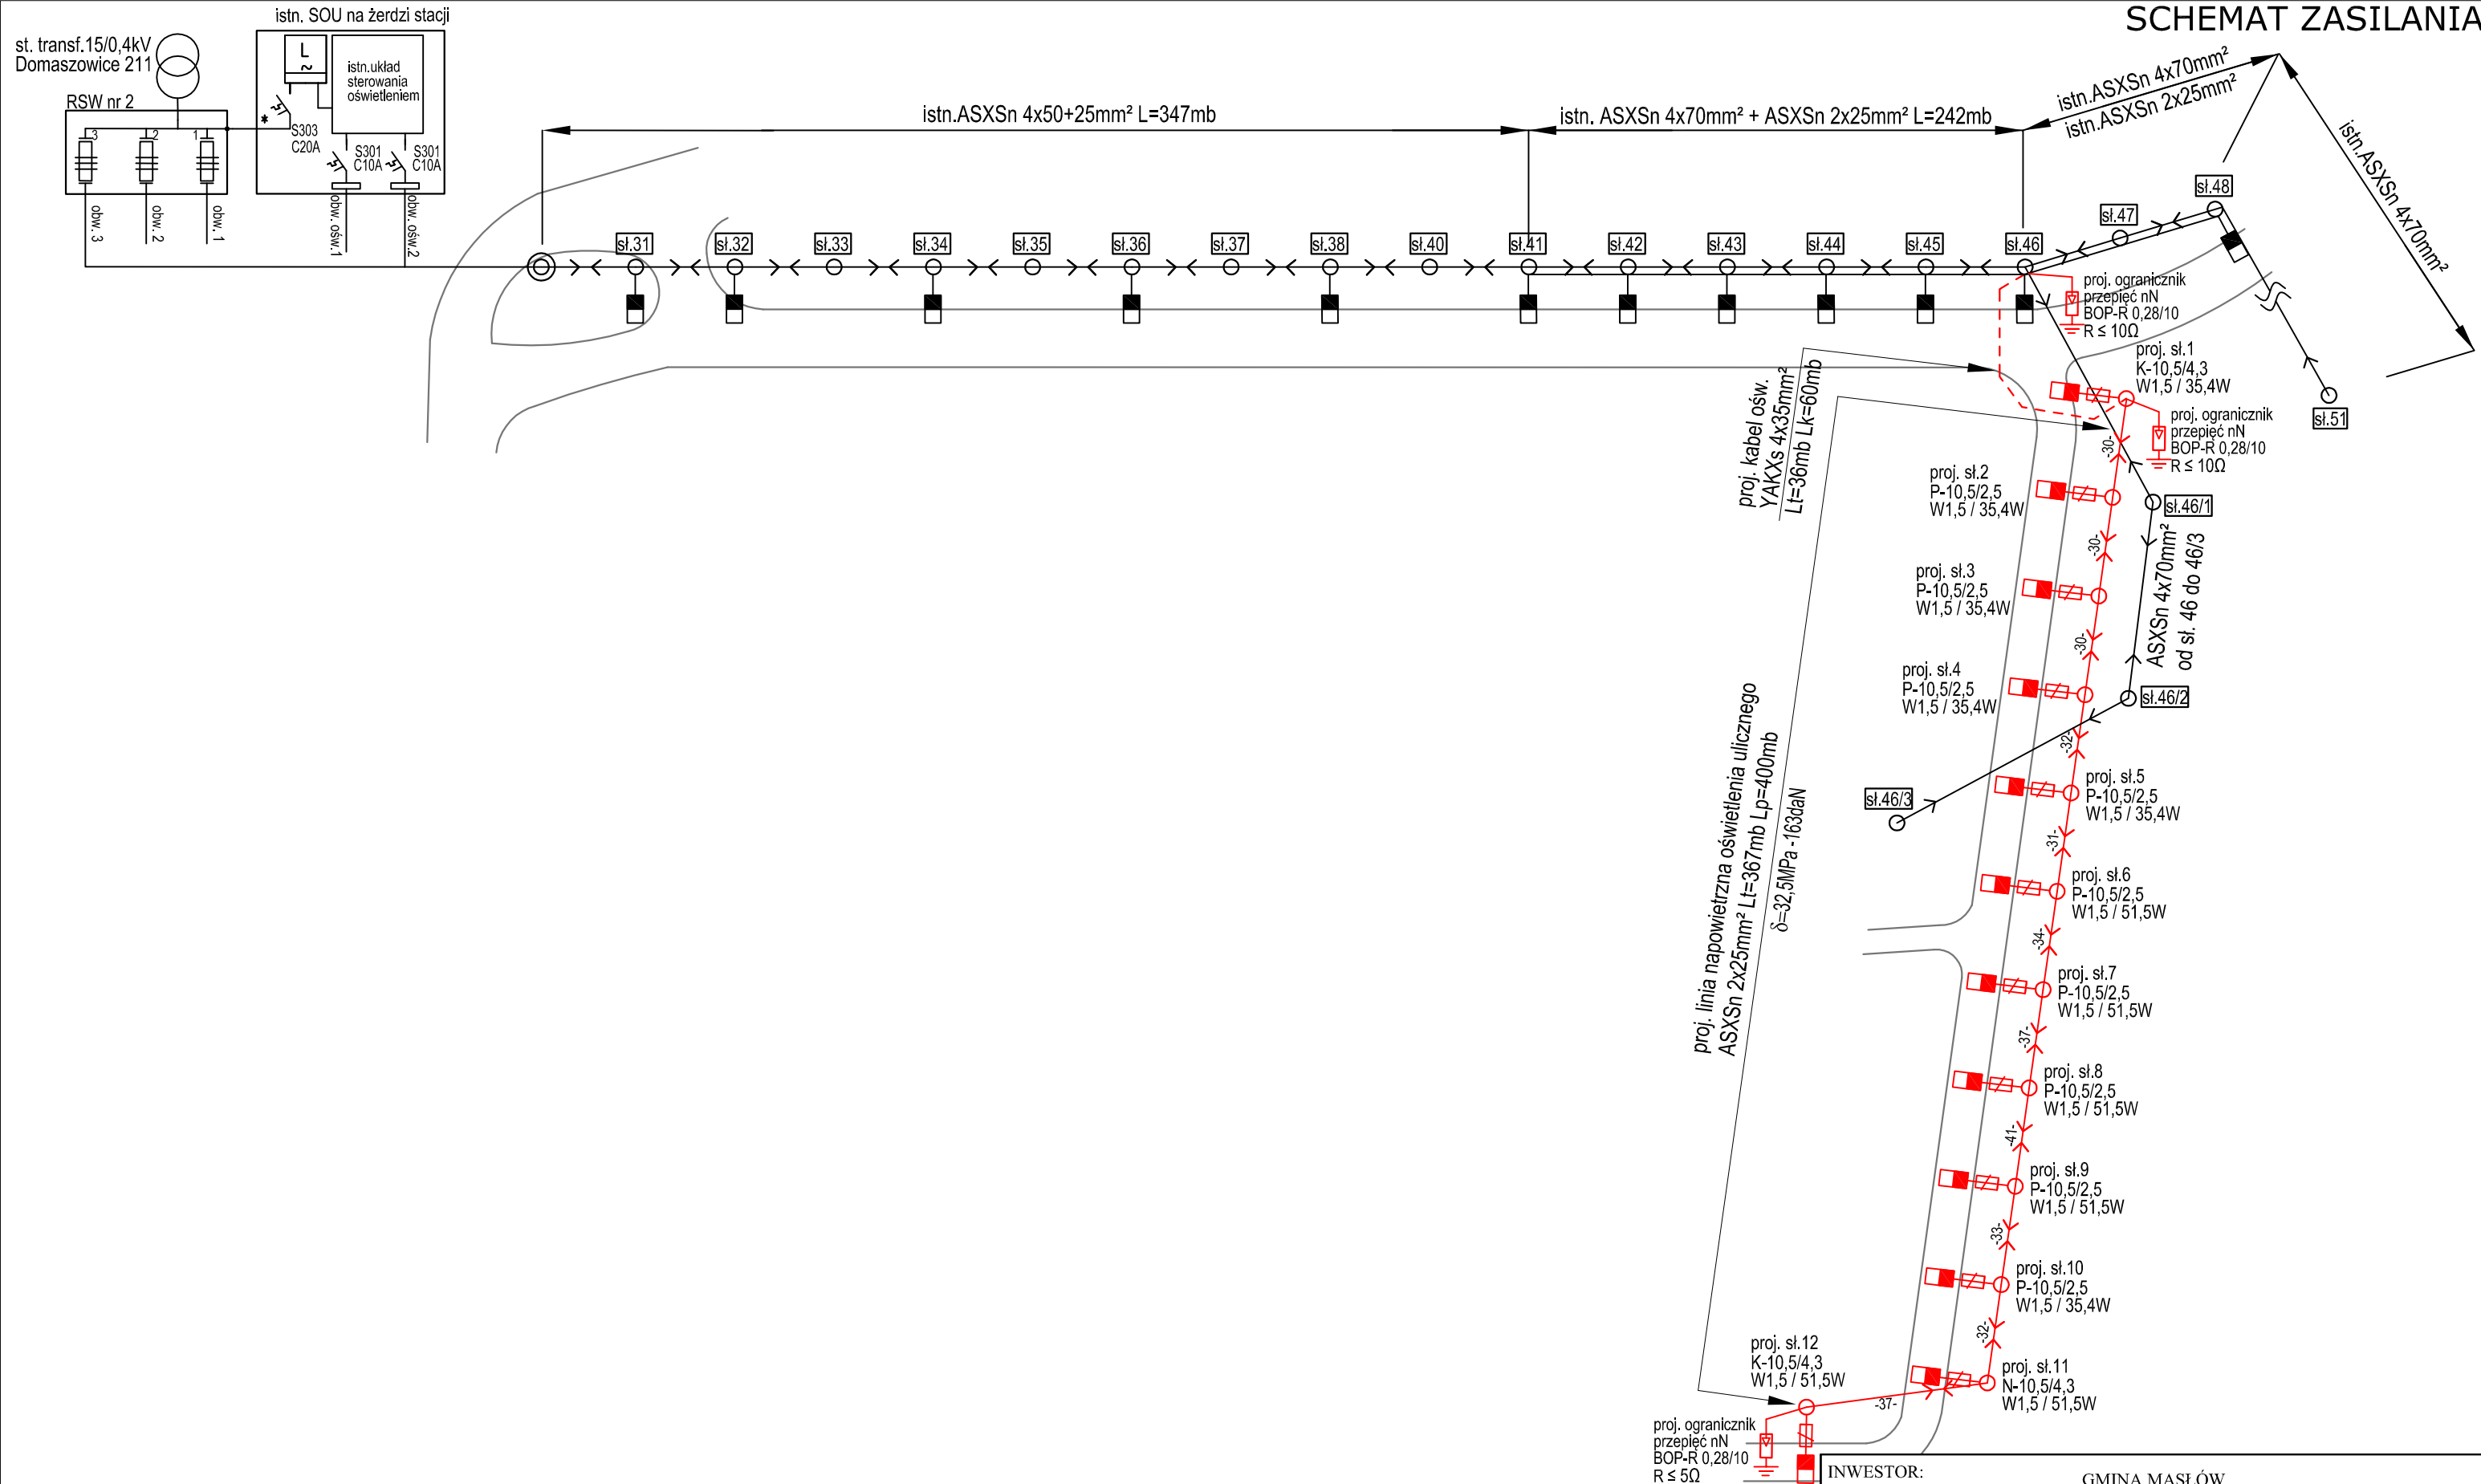 SCHEMAT ZASILANIA
istn. SOU na żerdzi stacji
st. transf.15/0,4kV
Domaszowice 211
RSW nr 2
L
~
istn.układ
sterowania
oświetleniem
*
S303
C20A
S301
C10A
S301
C10A
3
2
1
obw. 3
obw. 2
obw. 1
obw. ośw.1
obw. ośw.2
istn.ASXSn 4x50+25mm² L=347mb
istn. ASXSn 4x70mm² + ASXSn 2x25mm² L=242mb
istn.ASXSn 4x70mm²
istn.ASXSn 2x25mm²
istn.ASXSn 4x70mm²
sł.31
sł.32
sł.33
sł.34
sł.35
sł.36
sł.37
sł.38
sł.40
sł.41
sł.42
sł.43
sł.44
sł.45
sł.46
sł.47
sł.48
sł.51
proj. ogranicznik
przepięć nN
BOP-R 0,28/10
R ≤ 10Ω
proj. sł.1
K-10,5/4,3
W1,5 / 35,4W
proj. ogranicznik
przepięć nN
BOP-R 0,28/10
R ≤ 10Ω
proj. kabel ośw.
YAKXs 4x35mm²
Lt=36mb Lk=60mb
-30-
proj. sł.2
P-10,5/2,5
W1,5 / 35,4W
sł.46/1
-30-
ASXSn 4x70mm²
od sł. 46 do 46/3
proj. sł.3
P-10,5/2,5
W1,5 / 35,4W
-30-
proj. sł.4
P-10,5/2,5
W1,5 / 35,4W
sł.46/2
-32-
proj. sł.5
P-10,5/2,5
W1,5 / 35,4W
sł.46/3
-31-
proj. linia napowietrzna oświetlenia ulicznego
ASXSn 2x25mm² Lt=367mb Lp=400mb
δ=32,5MPa -163daN
proj. sł.6
P-10,5/2,5
W1,5 / 51,5W
-34-
proj. sł.7
P-10,5/2,5
W1,5 / 51,5W
-37-
proj. sł.8
P-10,5/2,5
W1,5 / 51,5W
-41-
proj. sł.9
P-10,5/2,5
W1,5 / 51,5W
-33-
proj. sł.10
P-10,5/2,5
W1,5 / 35,4W
-32-
proj. sł.11
N-10,5/4,3
W1,5 / 51,5W
-37-
proj. sł.12
K-10,5/4,3
W1,5 / 51,5W
proj. ogranicznik
przepięć nN
BOP-R 0,28/10
R ≤ 5Ω
INWESTOR:
GMINA MASŁÓW